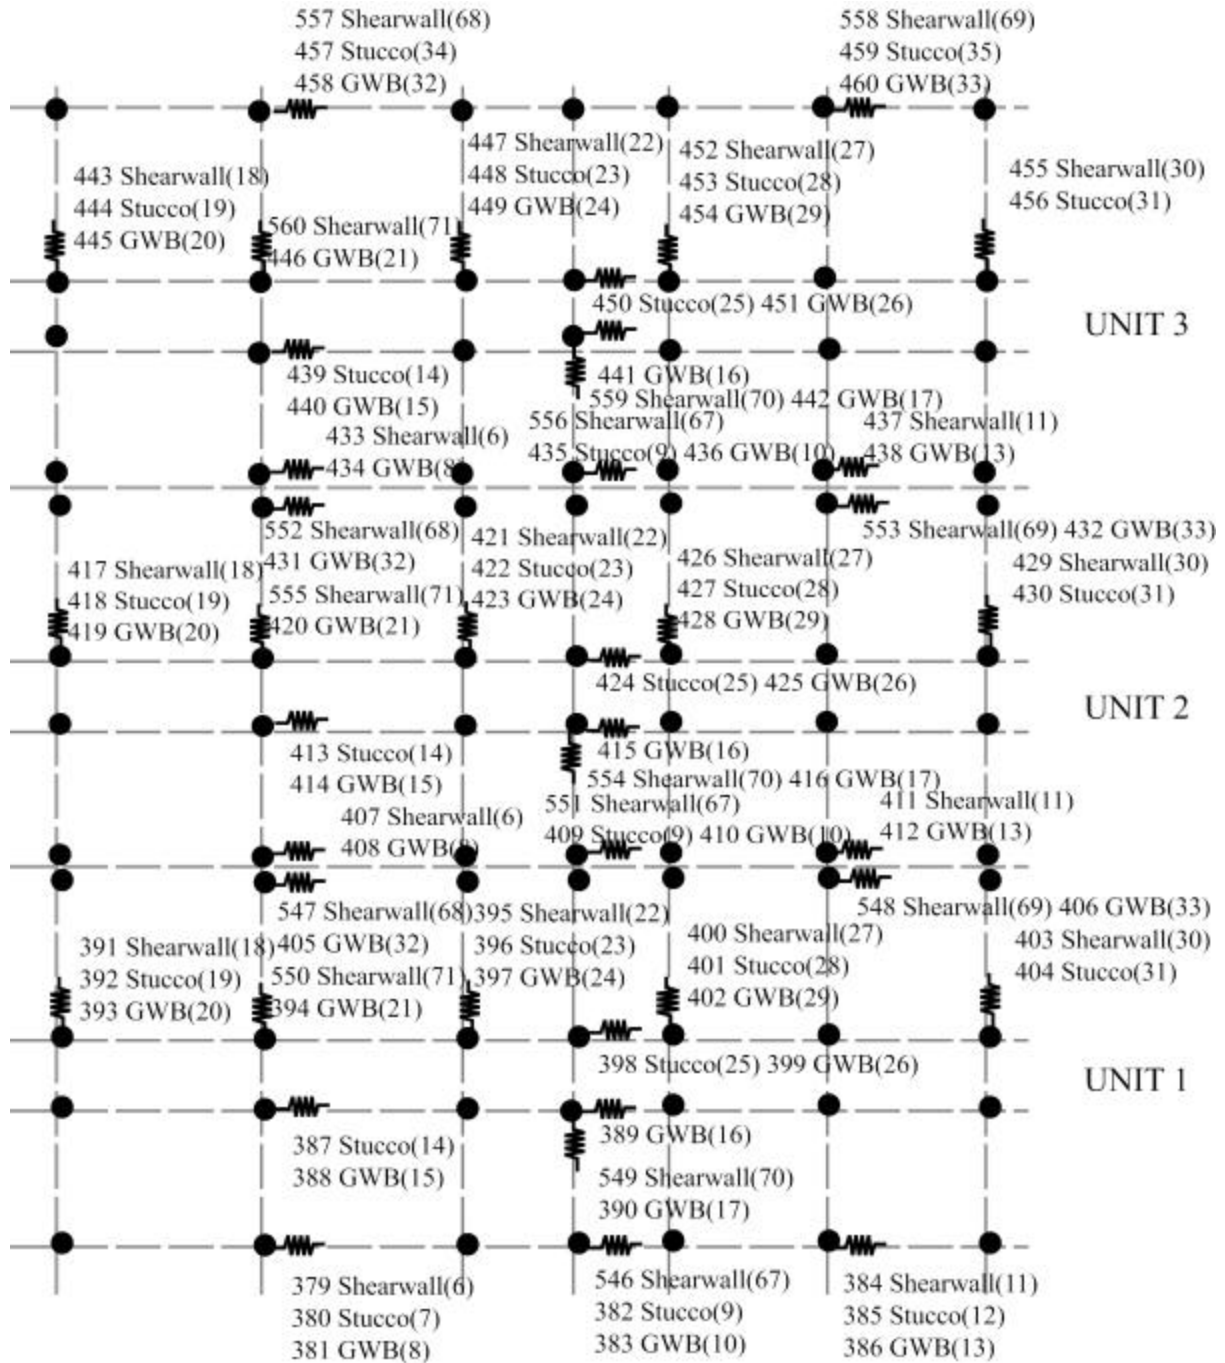 557 Shearwall(68)
457 Stucco(34)
458 GWB(32)
558 Shearwall(69)
459 Stucco(35)
460 GWB(33)
443 Shearwall(18)
444 Stucco(19)
445 GWB(20)
560 Shearwall(71)
446 GWB(21)
447 Shearwall(22)
448 Stucco(23)
449 GWB(24)
452 Shearwall(27)
453 Stucco(28)
454 GWB(29)
455 Shearwall(30)
456 Stucco(31)
450 Stucco(25) 451 GWB(26)
UNIT 3
439 Stucco(14)
440 GWB(15)
441 GWB(16)
559 Shearwall(70) 442 GWB(17)
433 Shearwall(6)
434 GWB(8)
556 Shearwall(67)
435 Stucco(9) 436 GWB(10)
437 Shearwall(11)
438 GWB(13)
552 Shearwall(68)
431 GWB(32)
553 Shearwall(69) 432 GWB(33)
417 Shearwall(18)
418 Stucco(19)
419 GWB(20)
555 Shearwall(71)
420 GWB(21)
421 Shearwall(22)
422 Stucco(23)
423 GWB(24)
426 Shearwall(27)
427 Stucco(28)
428 GWB(29)
429 Shearwall(30)
430 Stucco(31)
424 Stucco(25) 425 GWB(26)
UNIT 2
413 Stucco(14)
414 GWB(15)
415 GWB(16)
554 Shearwall(70) 416 GWB(17)
407 Shearwall(6)
408 GWB(8)
551 Shearwall(67)
409 Stucco(9) 410 GWB(10)
411 Shearwall(11)
412 GWB(13)
547 Shearwall(68)
405 GWB(32)
548 Shearwall(69) 406 GWB(33)
391 Shearwall(18)
392 Stucco(19)
393 GWB(20)
550 Shearwall(71)
394 GWB(21)
395 Shearwall(22)
396 Stucco(23)
397 GWB(24)
400 Shearwall(27)
401 Stucco(28)
402 GWB(29)
403 Shearwall(30)
404 Stucco(31)
398 Stucco(25) 399 GWB(26)
UNIT 1
387 Stucco(14)
388 GWB(15)
389 GWB(16)
549 Shearwall(70)
390 GWB(17)
379 Shearwall(6)
380 Stucco(7)
381 GWB(8)
546 Shearwall(67)
382 Stucco(9)
383 GWB(10)
384 Shearwall(11)
385 Stucco(12)
386 GWB(13)